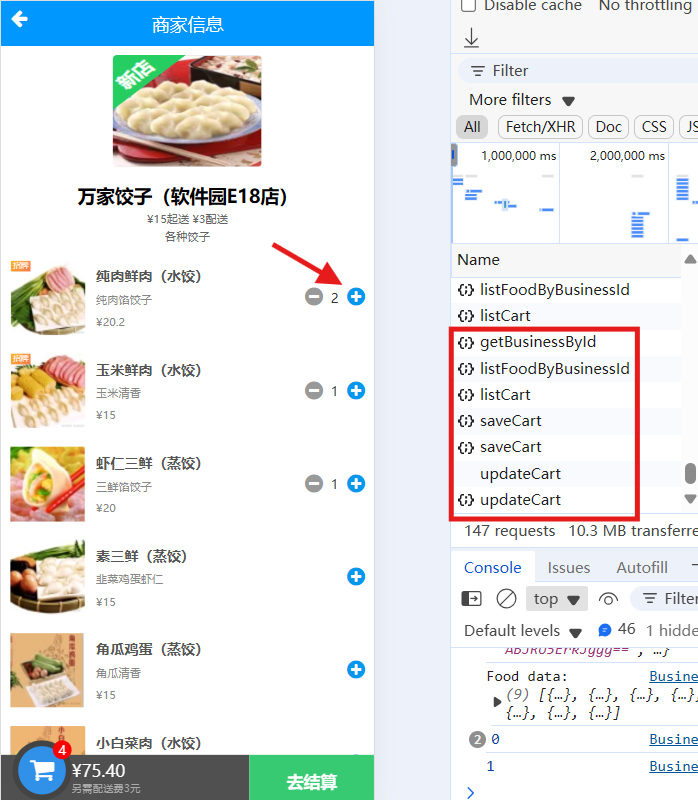 商家信息
新店
万家饺子（软件园E18店）
¥15起送 ¥3配送
各种饺子
招牌
纯肉鲜肉（水饺）
纯肉馅饺子
¥20.2
2
招牌
玉米鲜肉（水饺）
玉米清香
¥15
1
虾仁三鲜（蒸饺）
三鲜馅饺子
¥20
1
素三鲜（蒸饺）
韭菜鸡蛋虾仁
¥15
角瓜鸡蛋
角瓜鸡蛋（蒸饺）
角瓜清香
¥15
小白菜肉（水饺）
4
¥75.40
另需配送费3元
去结算
Disable cache No throttling
Filter
More filters
All Fetch/XHR Doc CSS JS
1,000,000 ms 2,000,000 ms
Name
listFoodByBusinessId
listCart
getBusinessById
listFoodByBusinessId
listCart
saveCart
saveCart
updateCart
updateCart
147 requests 10.3 MB transferre
Console Issues Autofill
top Filter
Default levels 46 1 hidde
Food data: Busine
(9) [{…}, {…}, {…}, {…}
{…}, {…}, {…}]
2 0 Busine
1 Busine